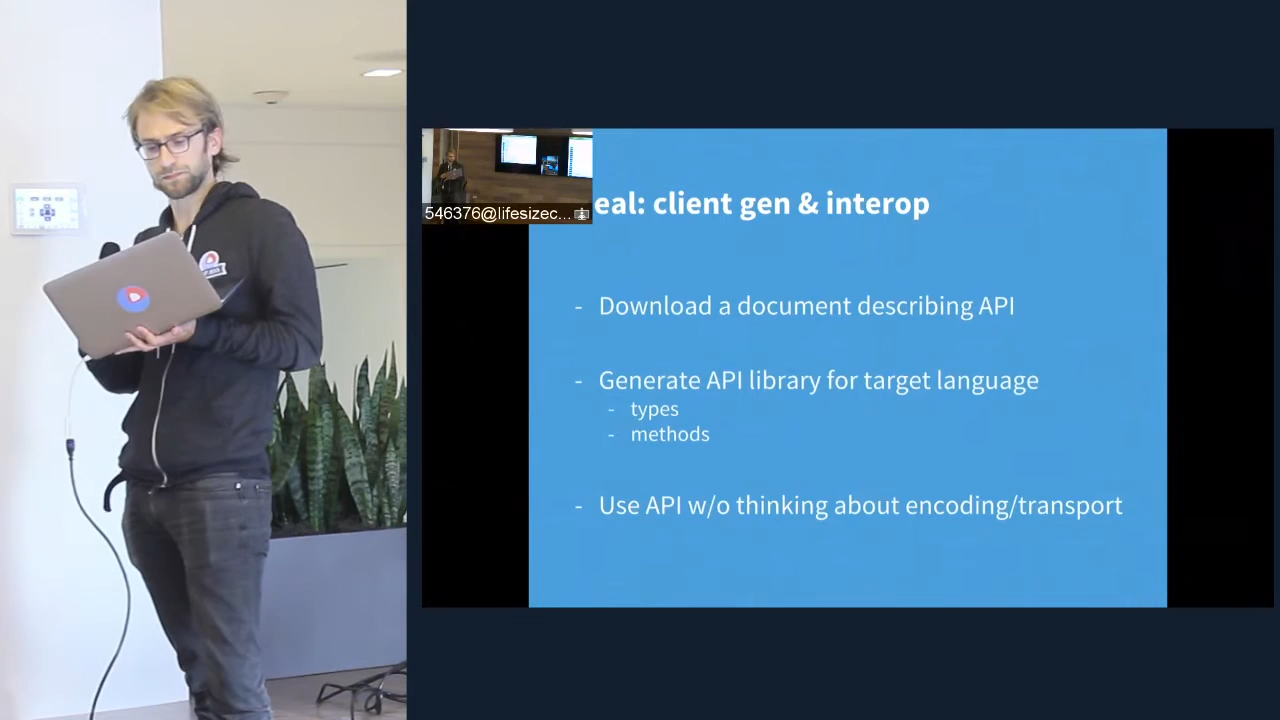 546376@lifesizec...
eal: client gen & interop
- Download a document describing API
- Generate API library for target language
- types
- methods
- Use API w/o thinking about encoding/transport